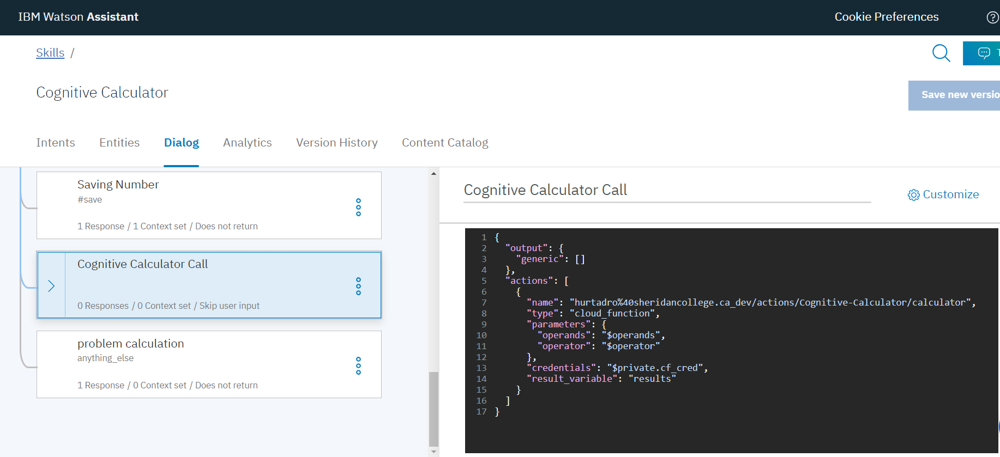 IBM Watson Assistant
Cookie Preferences
?
Skills /
Cognitive Calculator
Save new versio
Intents
Entities
Dialog
Analytics
Version History
Content Catalog
Saving Number
#save
1 Response / 1 Context set / Does not return
Cognitive Calculator Call
0 Responses / 0 Context set / Skip user input
problem calculation
anything_else
1 Response / 0 Context set / Does not return
Cognitive Calculator Call
Customize
1 {
2 "output": {
3 "generic": []
4 },
5 "actions": [
6 {
7 "name": "hurtadro%40sheridancollege.ca_dev/actions/Cognitive-Calculator/calculator",
8 "type": "cloud_function",
9 "parameters": {
10 "operands": "$operands",
11 "operator": "$operator"
12 },
13 "credentials": "$private.cf_cred",
14 "result_variable": "results"
15 }
16 ]
17 }